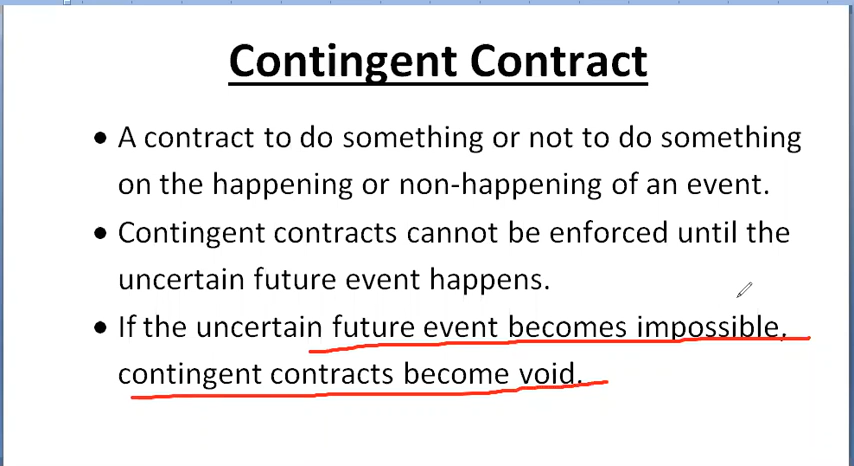 Contingent Contract
• A contract to do something or not to do something
on the happening or non-happening of an event.
• Contingent contracts cannot be enforced until the
uncertain future event happens.
• If the uncertain future event becomes impossible,
contingent contracts become void.